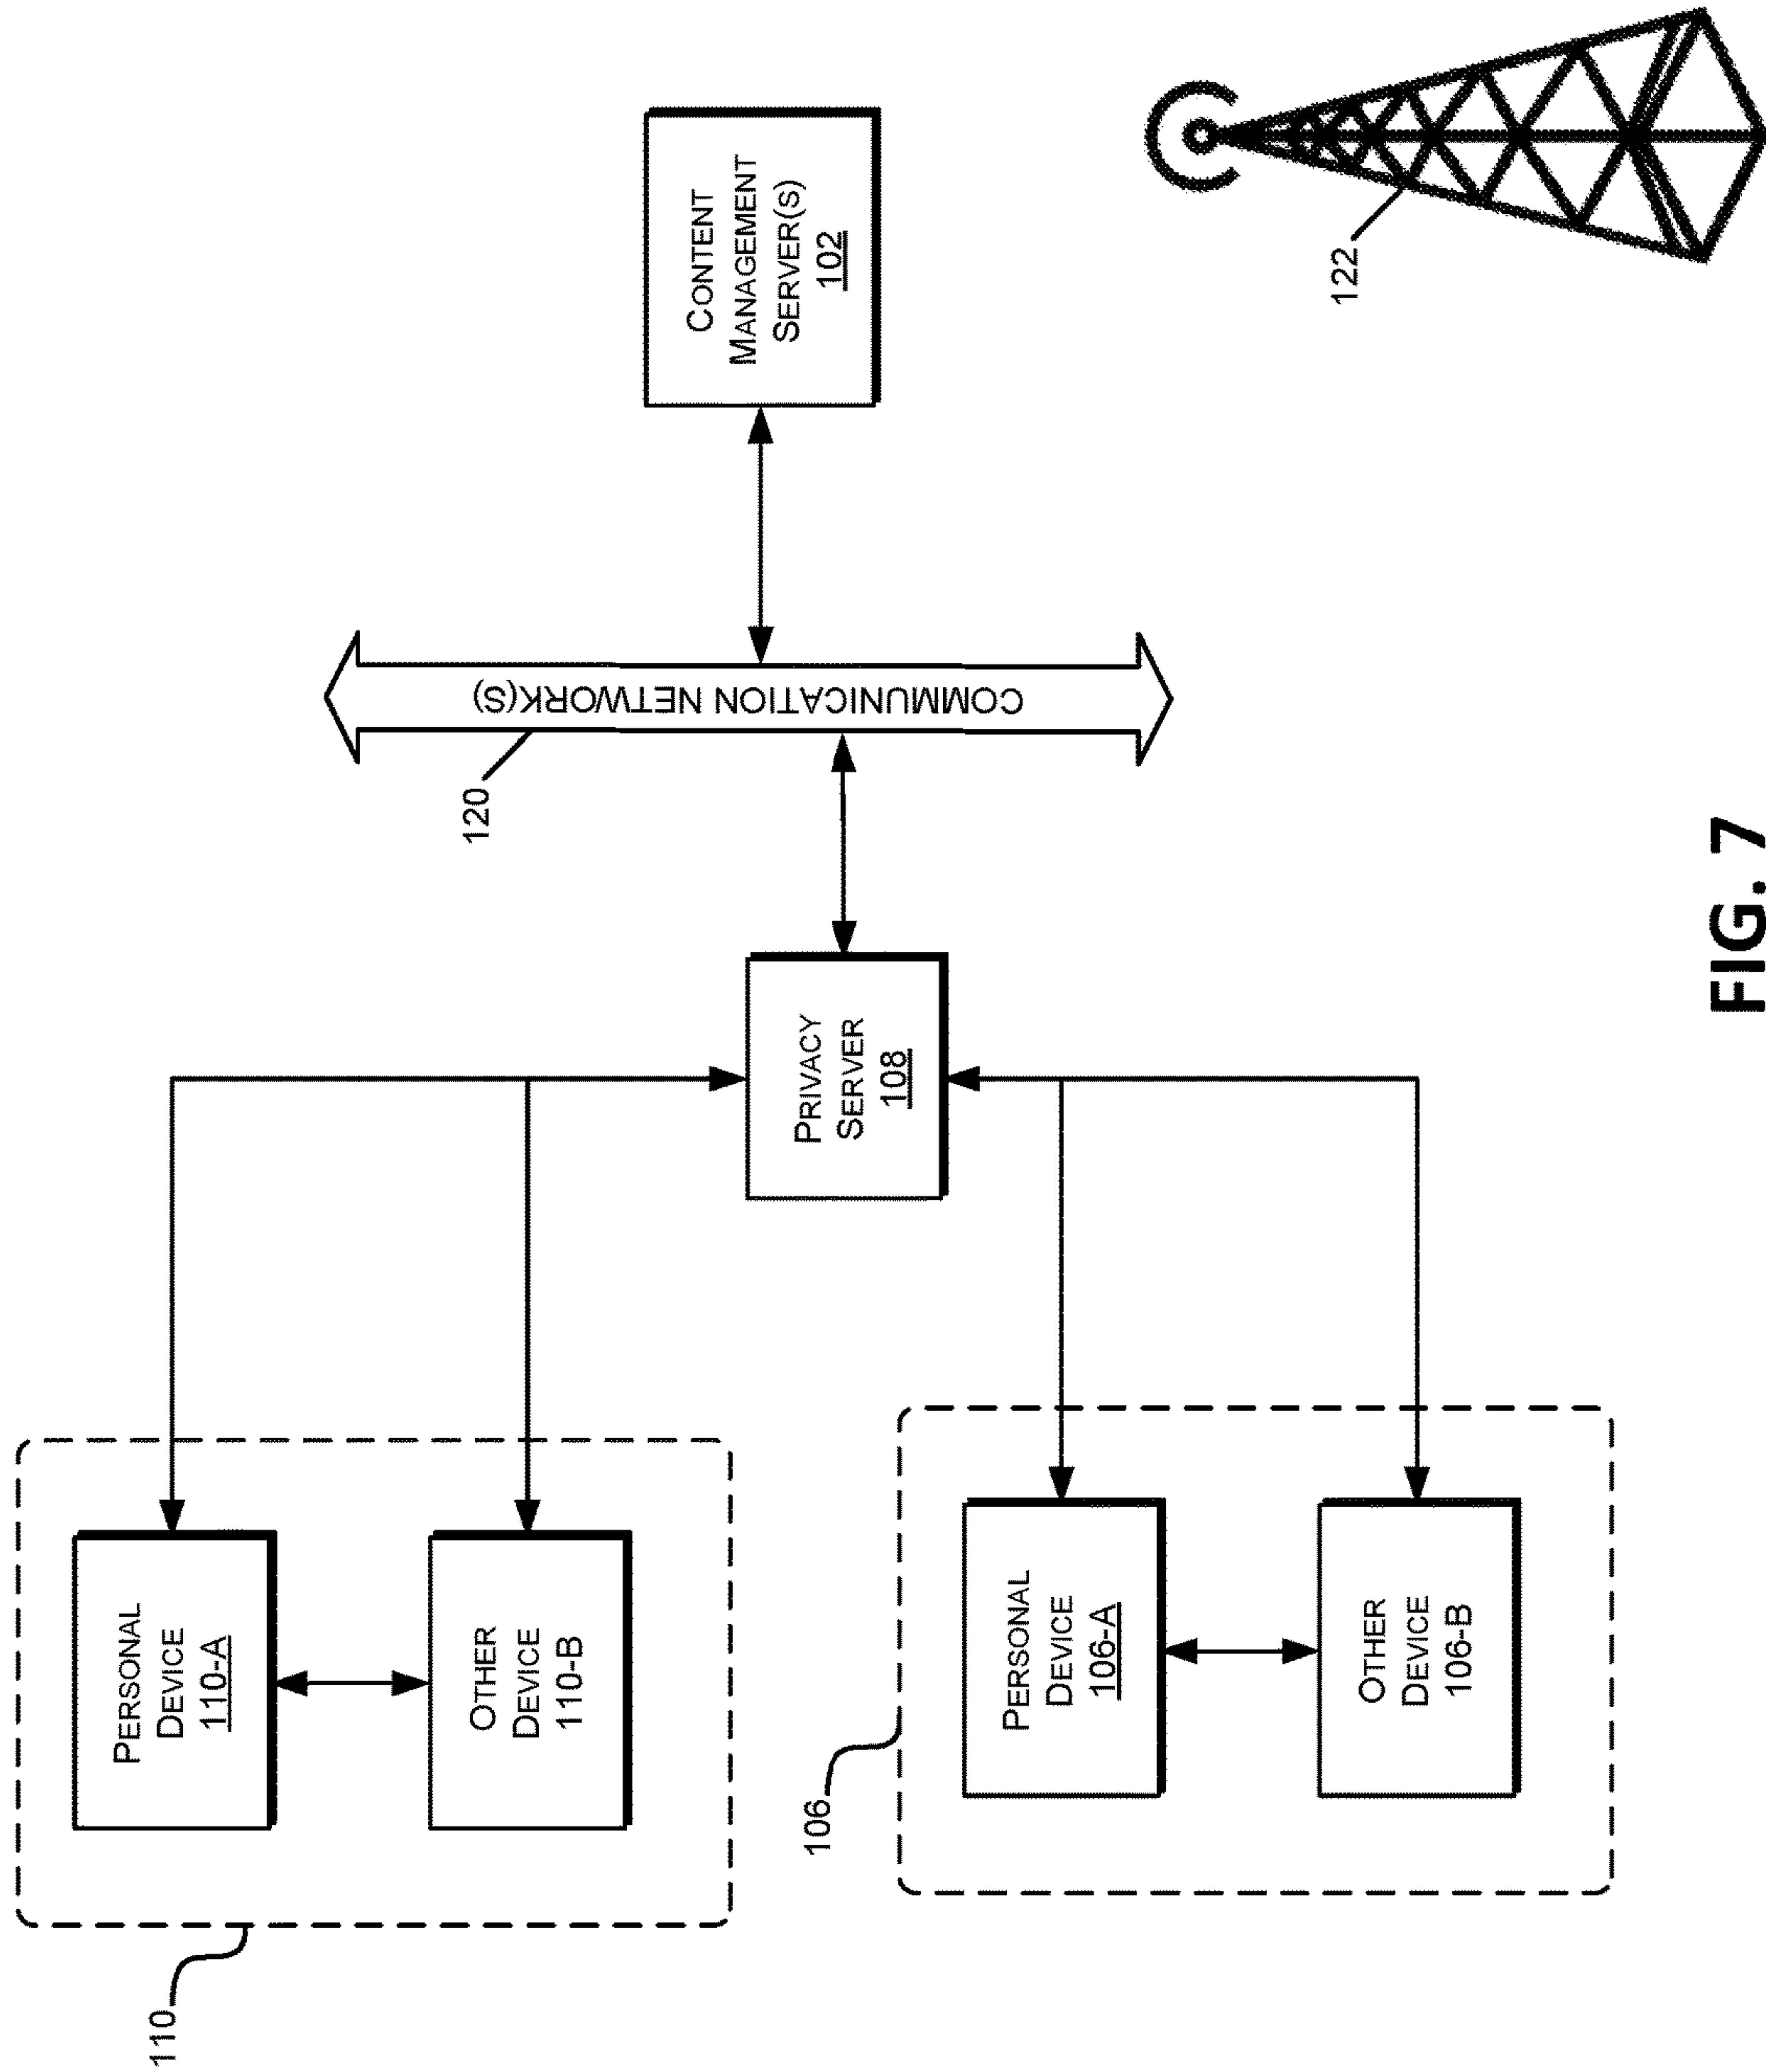 110
PERSONAL
DEVICE
110-A
OTHER
DEVICE
110-B
106
PERSONAL
DEVICE
106-A
OTHER
DEVICE
106-B
PRIVACY
SERVER
108
120
COMMUNICATION NETWORK(S)
CONTENT
MANAGEMENT
SERVER(S)
102
122
FIG. 7